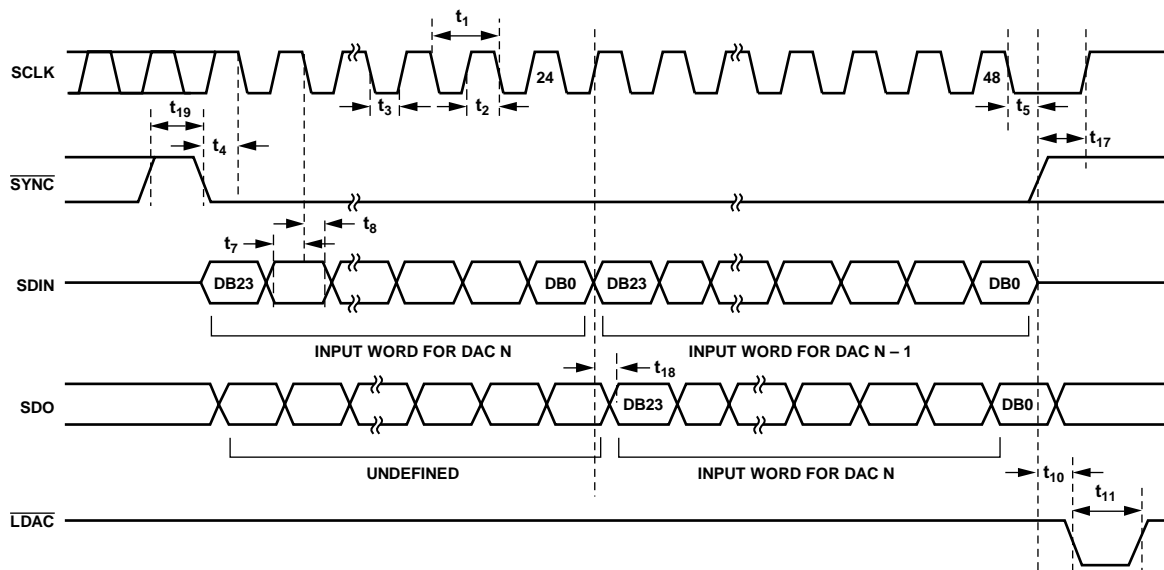 t1
SCLK
24
48
t3
t2
t5
t19
t4
t17
SYNC
t8
t7
SDIN
DB23
DB0
DB23
DB0
INPUT WORD FOR DAC N
INPUT WORD FOR DAC N – 1
t18
SDO
DB23
DB0
UNDEFINED
INPUT WORD FOR DAC N
t10
t11
LDAC